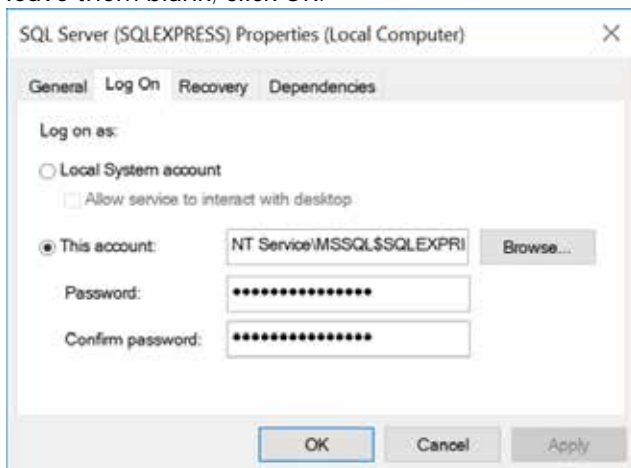 SQL Server (SQLEXPRESS) Properties (Local Computer)
General Log On Recovery Dependencies
Log on as:
Local System account
Allow service to interact with desktop
This account: NT Service\MSSQL$SQLEXPRI Browse...
Password: •••••••••••••••
Confirm password: •••••••••••••••
OK Cancel Apply